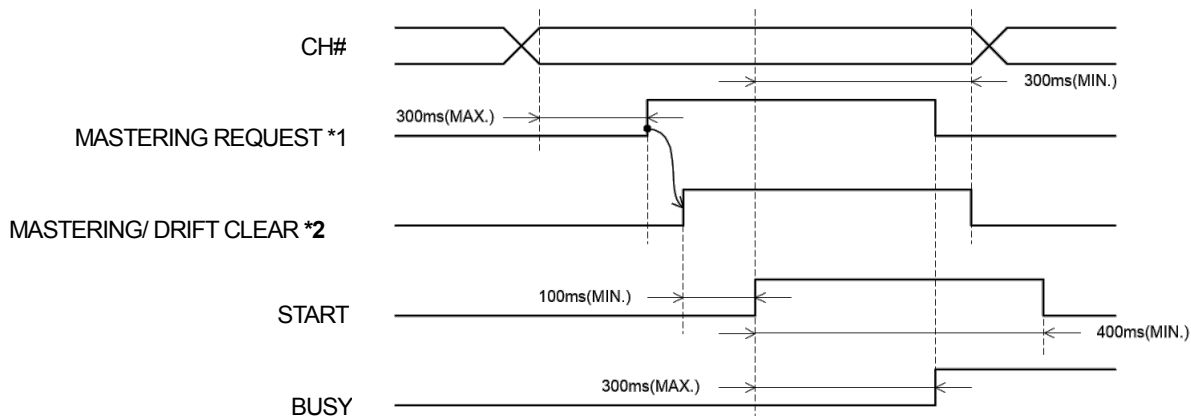 CH#
300ms(MIN.)
300ms(MAX.)
MASTERING REQUEST *1
MASTERING/ DRIFT CLEAR *2
100ms(MIN.)
START
400ms(MIN.)
300ms(MAX.)
BUSY